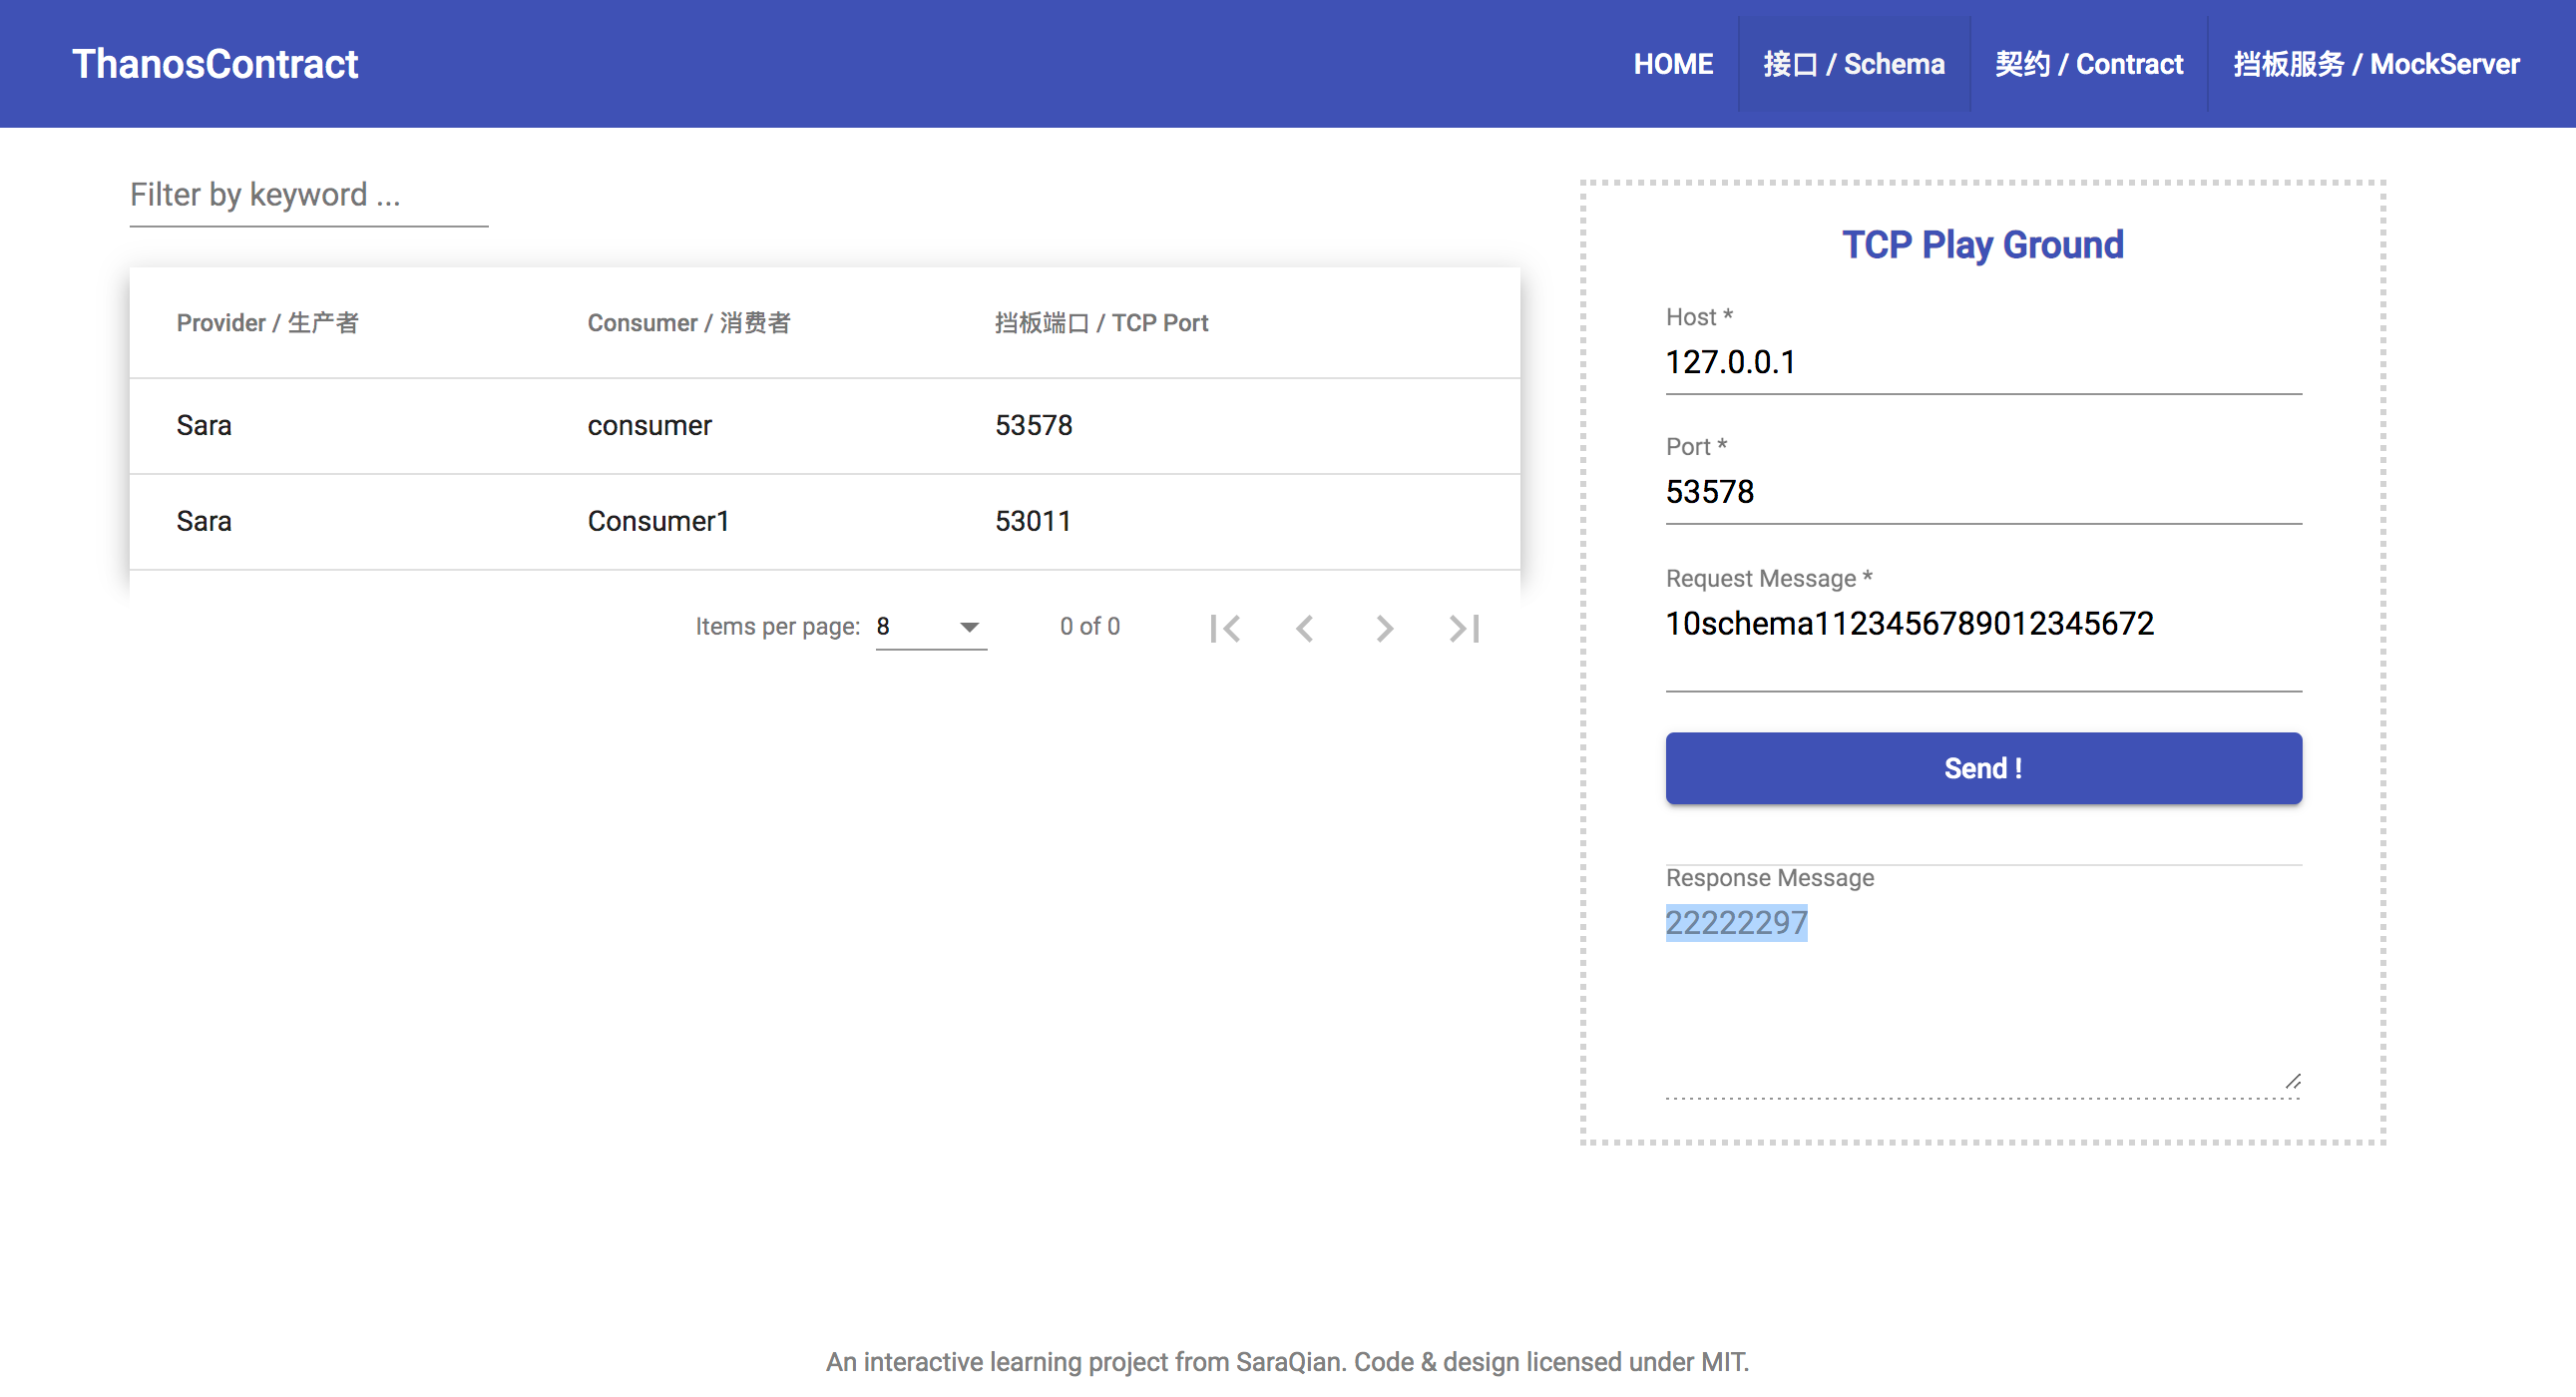 ThanosContract
HOME
接口 / Schema
契约 / Contract
挡板服务 / MockServer
Filter by keyword ...
Provider / 生产者
Consumer / 消费者
挡板端口 / TCP Port
Sara
consumer
53578
Sara
Consumer1
53011
Items per page:
8
0 of 0
TCP Play Ground
Host *
127.0.0.1
Port *
53578
Request Message *
10schema1123456789012345672
Send !
Response Message
22222297
An interactive learning project from SaraQian. Code & design licensed under MIT.